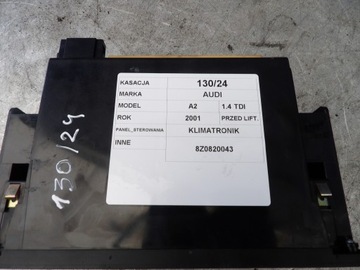 KASACJA 130/24
MARKA AUDI
MODEL A2 1.4 TDI
ROK 2001 PRZED LIFT.
PANEL_STEROWANIA KLIMATRONIK
INNE 8Z0820043
130/24